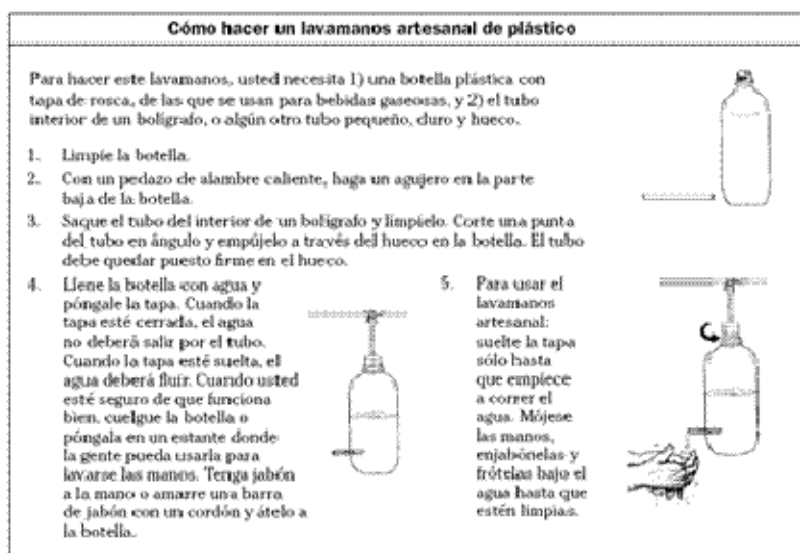 Cómo hacer un lavamanos artesanal de plástico
Para hacer este lavamanos, usted necesita 1) una botella plástica con
tapa de rosca, de las que se usan para bebidas gaseosas, y 2) el tubo
interior de un bolígrafo, o algún otro tubo pequeño, duro y hueco.
1. Limpie la botella.
2. Con un pedazo de alambre caliente, haga un agujero en la parte
baja de la botella.
3. Saque el tubo del interior de un bolígrafo y límpielo. Corte una punta
del tubo en ángulo y empújelo a través del hueco en la botella. El tubo
debe quedar puesto firme en el hueco.
4. Llene la botella con agua y
póngale la tapa. Cuando la
tapa esté cerrada, el agua
no deberá salir por el tubo.
Cuando la tapa esté suelta, el
agua deberá fluir. Cuando usted
esté seguro de que funciona
bien, cuelgue la botella o
póngala en un estante donde
la gente pueda usarla para
lavarse las manos. Tenga jabón
a la mano o amarre una barra
de jabón con un cordón y átelo a
la botella.
5. Para usar el
lavamanos
artesanal:
suelte la tapa
sólo hasta
que empiece
a correr el
agua. Mójese
las manos,
enjabónelas y
frótelas bajo el
agua hasta que
estén limpias.